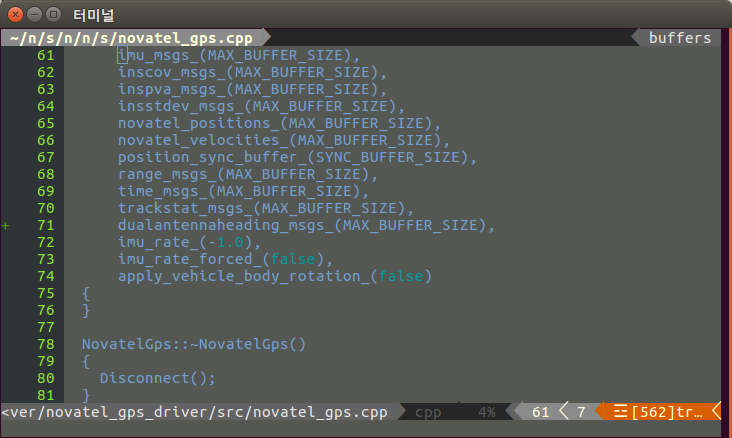 터미널
~/n/s/n/n/s/novatel_gps.cpp buffers
61 imu_msgs_(MAX_BUFFER_SIZE),
62 inscov_msgs_(MAX_BUFFER_SIZE),
63 inspva_msgs_(MAX_BUFFER_SIZE),
64 insstdev_msgs_(MAX_BUFFER_SIZE),
65 novatel_positions_(MAX_BUFFER_SIZE),
66 novatel_velocities_(MAX_BUFFER_SIZE),
67 position_sync_buffer_(SYNC_BUFFER_SIZE),
68 range_msgs_(MAX_BUFFER_SIZE),
69 time_msgs_(MAX_BUFFER_SIZE),
70 trackstat_msgs_(MAX_BUFFER_SIZE),
+ 71 dualantennaheading_msgs_(MAX_BUFFER_SIZE),
72 imu_rate_(-1.0),
73 imu_rate_forced_(false),
74 apply_vehicle_body_rotation_(false)
75 {
76 }
77
78 NovatelGps::~NovatelGps()
79 {
80 Disconnect();
81 }
<ver/novatel_gps_driver/src/novatel_gps.cpp cpp 4% 61 7 ☲[562]tr…